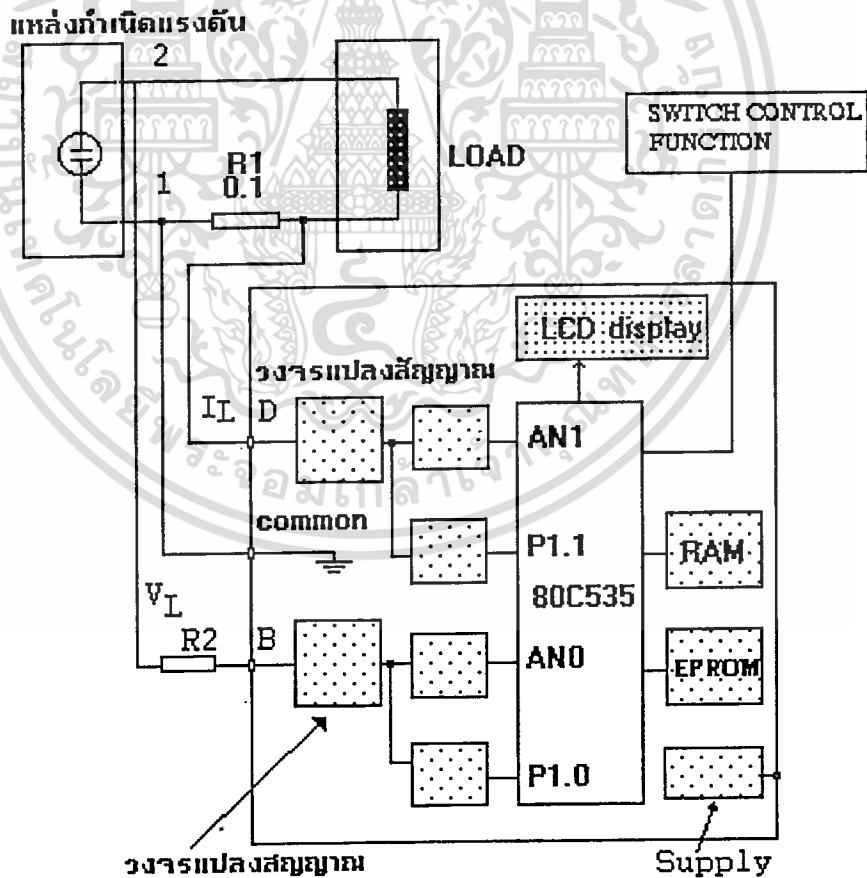 แหล่งกำเนิดแรงดัน
2
1
R1
0.1
LOAD
SWITCH CONTROL
FUNCTION
LCD display
วงจรแปลงสัญญาณ
IL D
AN1
common
P1.1
RAM
80C535
VL
R2
B
AN0
EPROM
P1.0
วงจรแปลงสัญญาณ
Supply